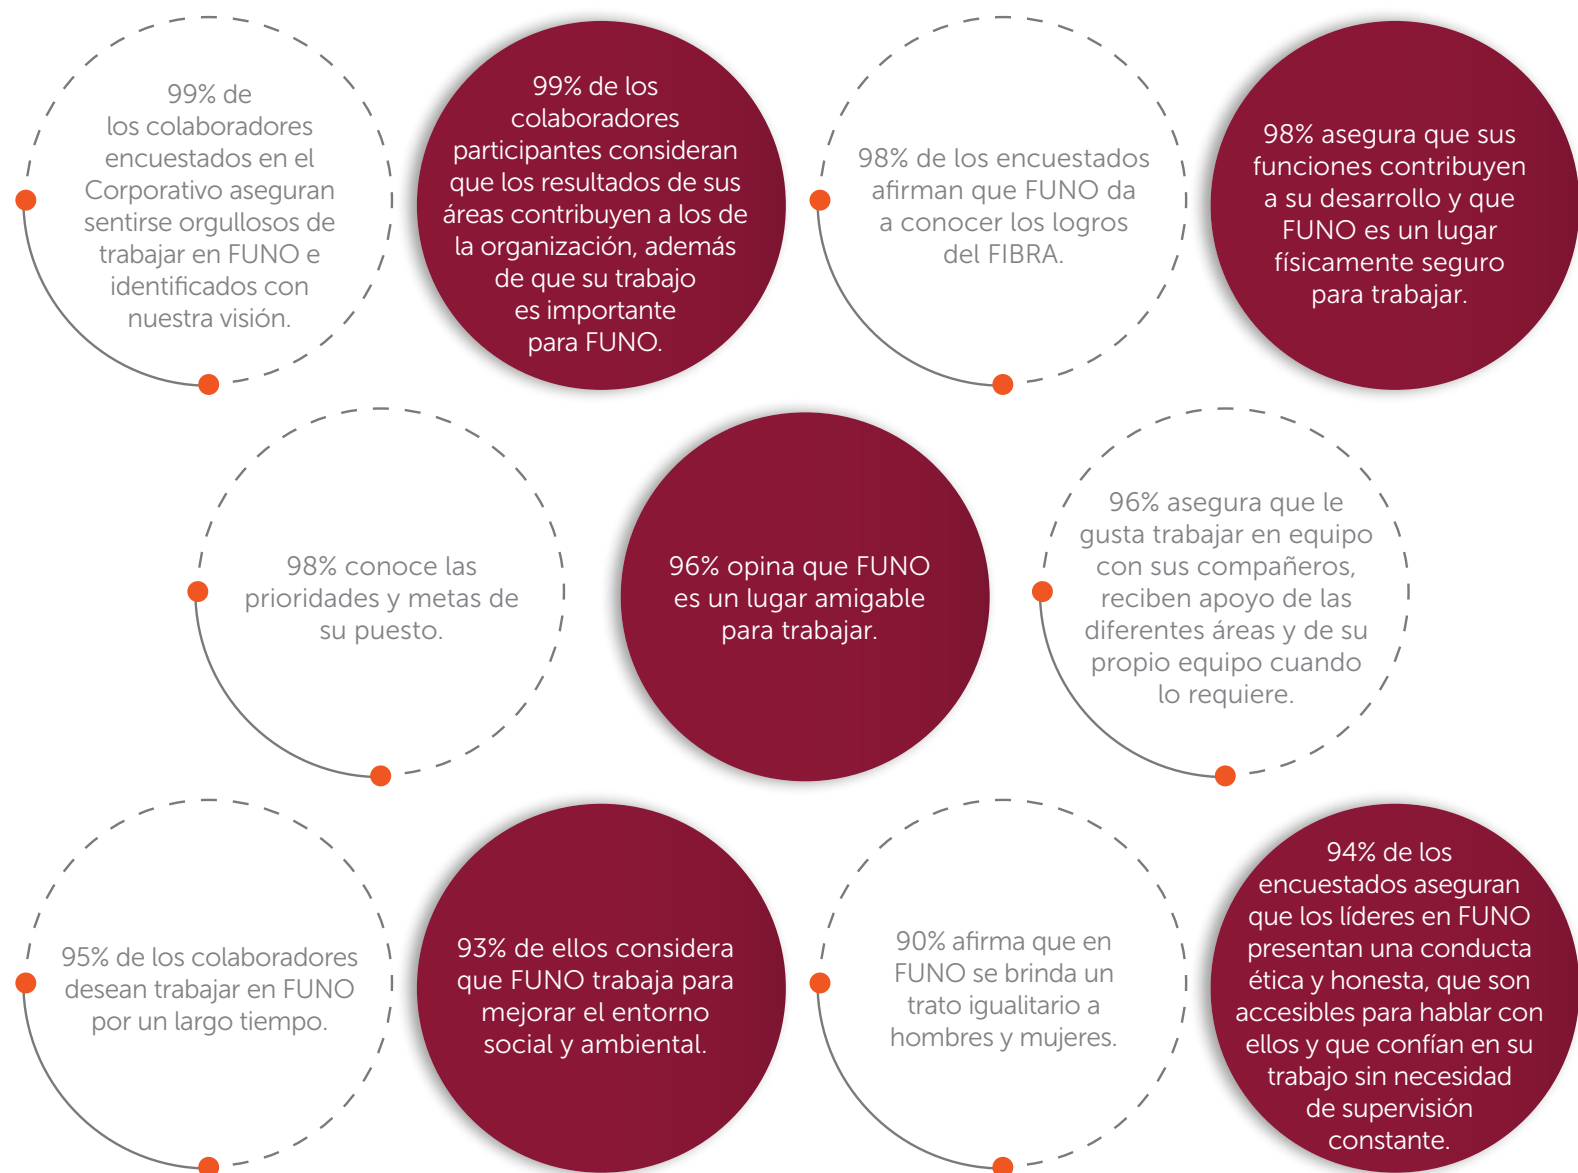 99% de
los colaboradores
encuestados en el
Corporativo aseguran
sentirse orgullosos de
trabajar en FUNO e
identificados con
nuestra visión.
99% de los
colaboradores
participantes consideran
que los resultados de sus
áreas contribuyen a los de
la organización, además
de que su trabajo
es importante
para FUNO.
98% de los encuestados
afirman que FUNO da
a conocer los logros
del FIBRA.
98% asegura que sus
funciones contribuyen
a su desarrollo y que
FUNO es un lugar
físicamente seguro
para trabajar.
98% conoce las
prioridades y metas de
su puesto.
96% opina que FUNO
es un lugar amigable
para trabajar.
96% asegura que le
gusta trabajar en equipo
con sus compañeros,
reciben apoyo de las
diferentes áreas y de su
propio equipo cuando
lo requiere.
95% de los colaboradores
desean trabajar en FUNO
por un largo tiempo.
93% de ellos considera
que FUNO trabaja para
mejorar el entorno
social y ambiental.
90% afirma que en
FUNO se brinda un
trato igualitario a
hombres y mujeres.
94% de los
encuestados aseguran
que los líderes en FUNO
presentan una conducta
ética y honesta, que son
accesibles para hablar con
ellos y que confían en su
trabajo sin necesidad
de supervisión
constante.